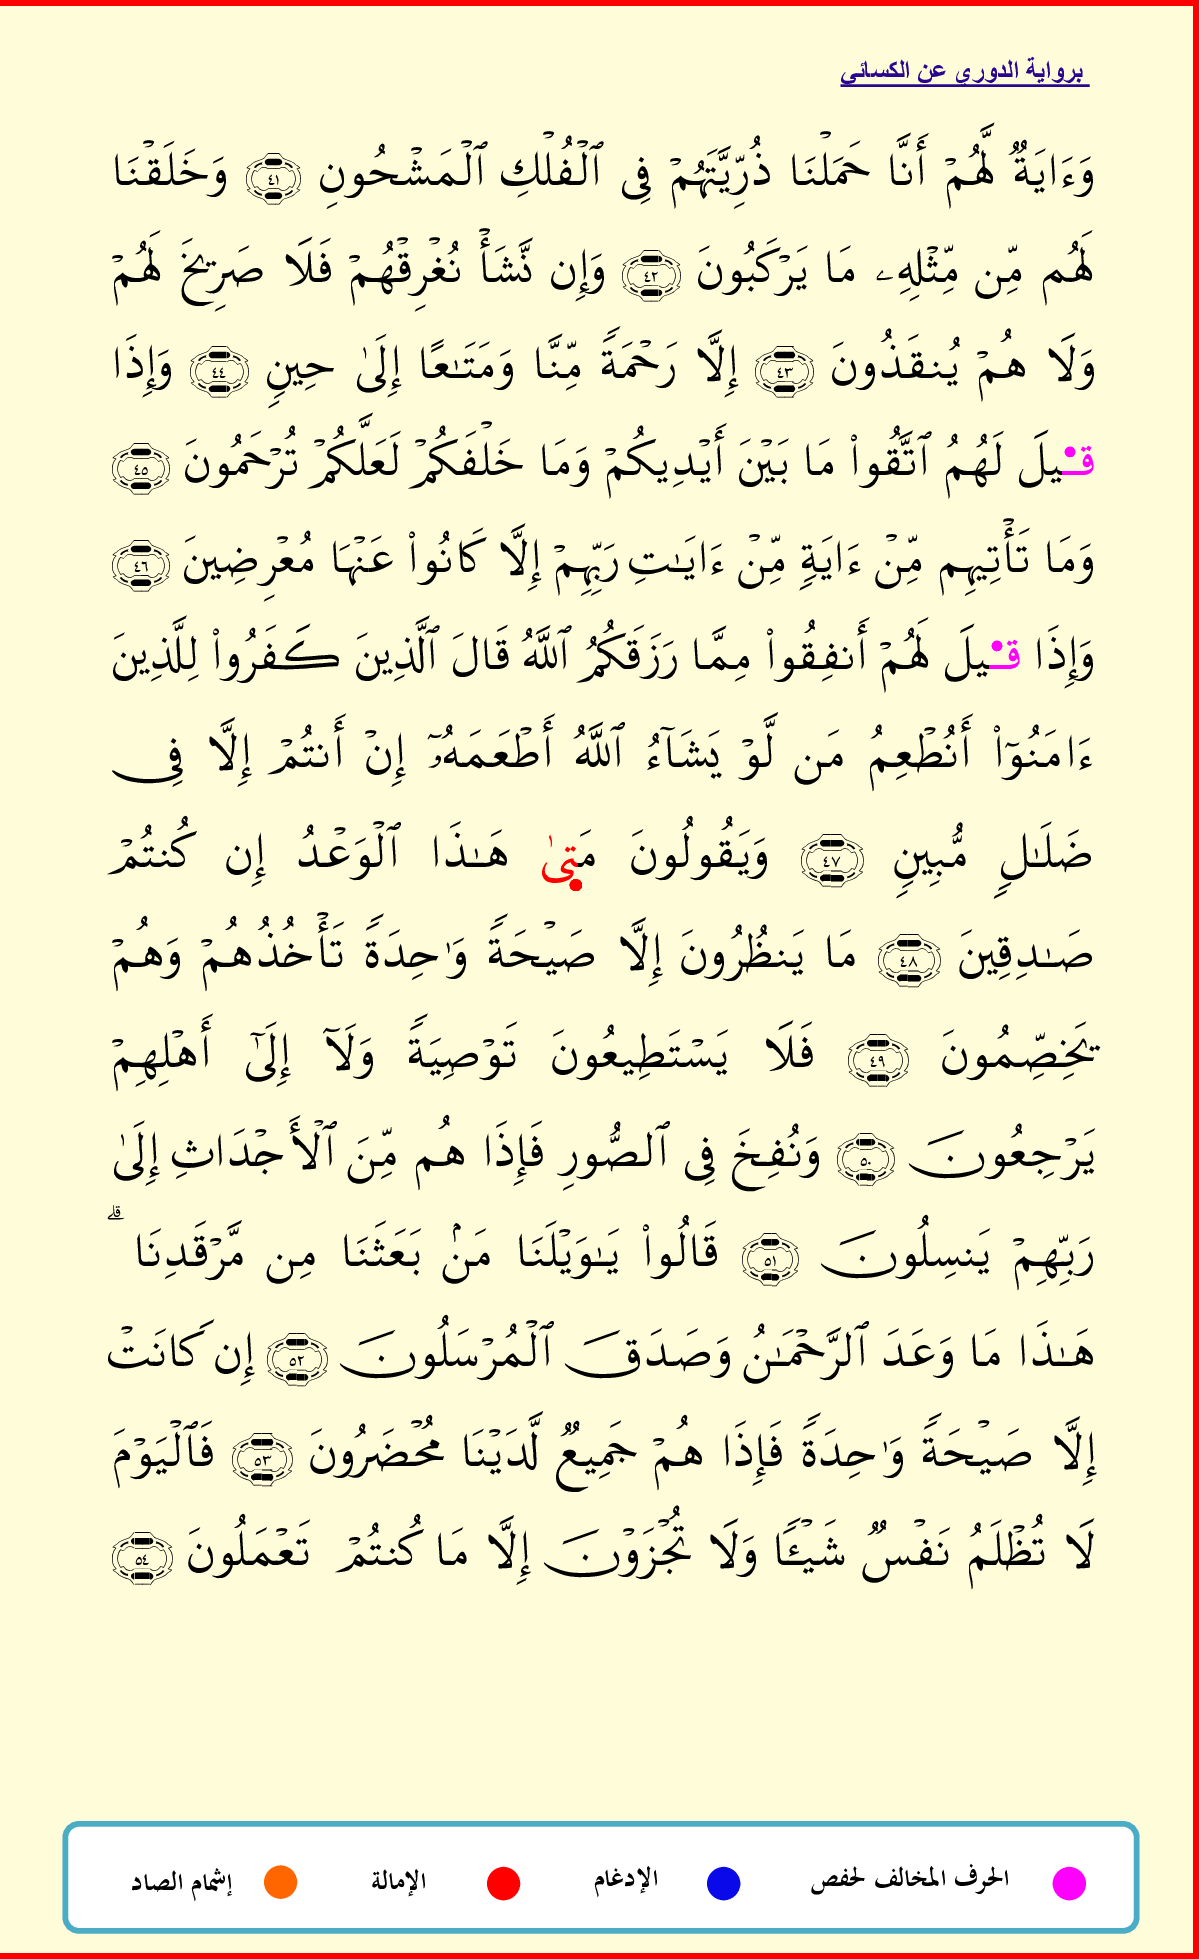 برواية الدوري عن الكسائي
وَءَايَةٌ لَّهُمْ أَنَّا حَمَلْنَا ذُرِّيَّتَهُمْ فِى ٱلْفُلْكِ ٱلْمَشْحُونِ ٤١ وَخَلَقْنَا
لَهُم مِّن مِّثْلِهِۦ مَا يَرْكَبُونَ ٤٢ وَإِن نَّشَأْ نُغْرِقْهُمْ فَلَا صَرِيخَ لَهُمْ
وَلَا هُمْ يُنقَذُونَ ٤٣ إِلَّا رَحْمَةً مِّنَّا وَمَتَـٰعًا إِلَىٰ حِينٍ ٤٤ وَإِذَا
قـيلَ لَهُمُ ٱتَّقُوا۟ مَا بَيْنَ أَيْدِيكُمْ وَمَا خَلْفَكُمْ لَعَلَّكُمْ تُرْحَمُونَ ٤٥
وَمَا تَأْتِيهِم مِّنْ ءَايَةٍ مِّنْ ءَايَـٰتِ رَبِّهِمْ إِلَّا كَانُوا۟ عَنْهَا مُعْرِضِينَ ٤٦
وَإِذَا قـيلَ لَهُمْ أَنفِقُوا۟ مِمَّا رَزَقَكُمُ ٱللَّهُ قَالَ ٱلَّذِينَ كَفَرُوا۟ لِلَّذِينَ
ءَامَنُوٓا۟ أَنُطْعِمُ مَن لَّوْ يَشَآءُ ٱللَّهُ أَطْعَمَهُۥٓ إِنْ أَنتُمْ إِلَّا فِى
ضَلَـٰلٍ مُّبِينٍ ٤٧ وَيَقُولُونَ مَتىٰ هَـٰذَا ٱلْوَعْدُ إِن كُنتُمْ
صَـٰدِقِينَ ٤٨ مَا يَنظُرُونَ إِلَّا صَيْحَةً وَٰحِدَةً تَأْخُذُهُمْ وَهُمْ
يَخِصِّمُونَ ٤٩ فَلَا يَسْتَطِيعُونَ تَوْصِيَةً وَلَآ إِلَىٰٓ أَهْلِهِمْ
يَرْجِعُونَ ٥٠ وَنُفِخَ فِى ٱلصُّورِ فَإِذَا هُم مِّنَ ٱلْأَجْدَاثِ إِلَىٰ
رَبِّهِمْ يَنسِلُونَ ٥١ قَالُوا۟ يَـٰوَيْلَنَا مَنۢ بَعَثَنَا مِن مَّرْقَدِنَا ۗ
هَـٰذَا مَا وَعَدَ ٱلرَّحْمَـٰنُ وَصَدَقَ ٱلْمُرْسَلُونَ ٥٢ إِن كَانَتْ
إِلَّا صَيْحَةً وَٰحِدَةً فَإِذَا هُمْ جَمِيعٌ لَّدَيْنَا مُحْضَرُونَ ٥٣ فَٱلْيَوْمَ
لَا تُظْلَمُ نَفْسٌ شَيْـًٔا وَلَا تُجْزَوْنَ إِلَّا مَا كُنتُمْ تَعْمَلُونَ ٥٤
الحرف المخالف لحفص الإدغام الإمالة إشمام الصاد